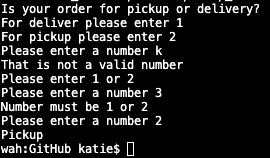 Is your order for pickup or delivery?
For deliver please enter 1
For pickup please enter 2
Please enter a number k
That is not a valid number
Please enter 1 or 2
Please enter a number 3
Number must be 1 or 2
Please enter a number 2
Pickup
wah:GitHub katie$